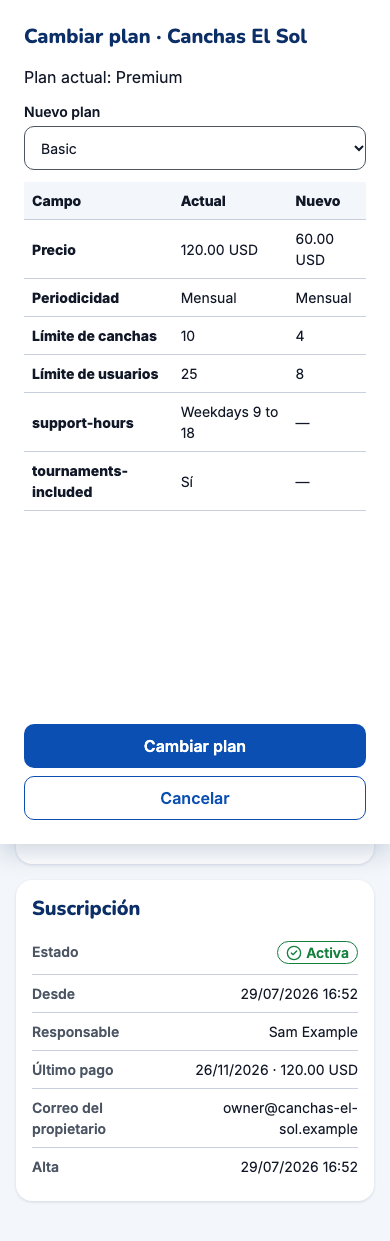 Cambiar plan · Canchas El Sol
Plan actual: Premium
Nuevo plan
Basic
Campo Actual Nuevo
Precio 120.00 USD 60.00 USD
Periodicidad Mensual Mensual
Límite de canchas 10 4
Límite de usuarios 25 8
support-hours Weekdays 9 to 18 —
tournaments-included Sí —
Cambiar plan
Cancelar
Suscripción
Estado Activa
Desde 29/07/2026 16:52
Responsable Sam Example
Último pago 26/11/2026 · 120.00 USD
Correo del propietario owner@canchas-el-sol.example
Alta 29/07/2026 16:52